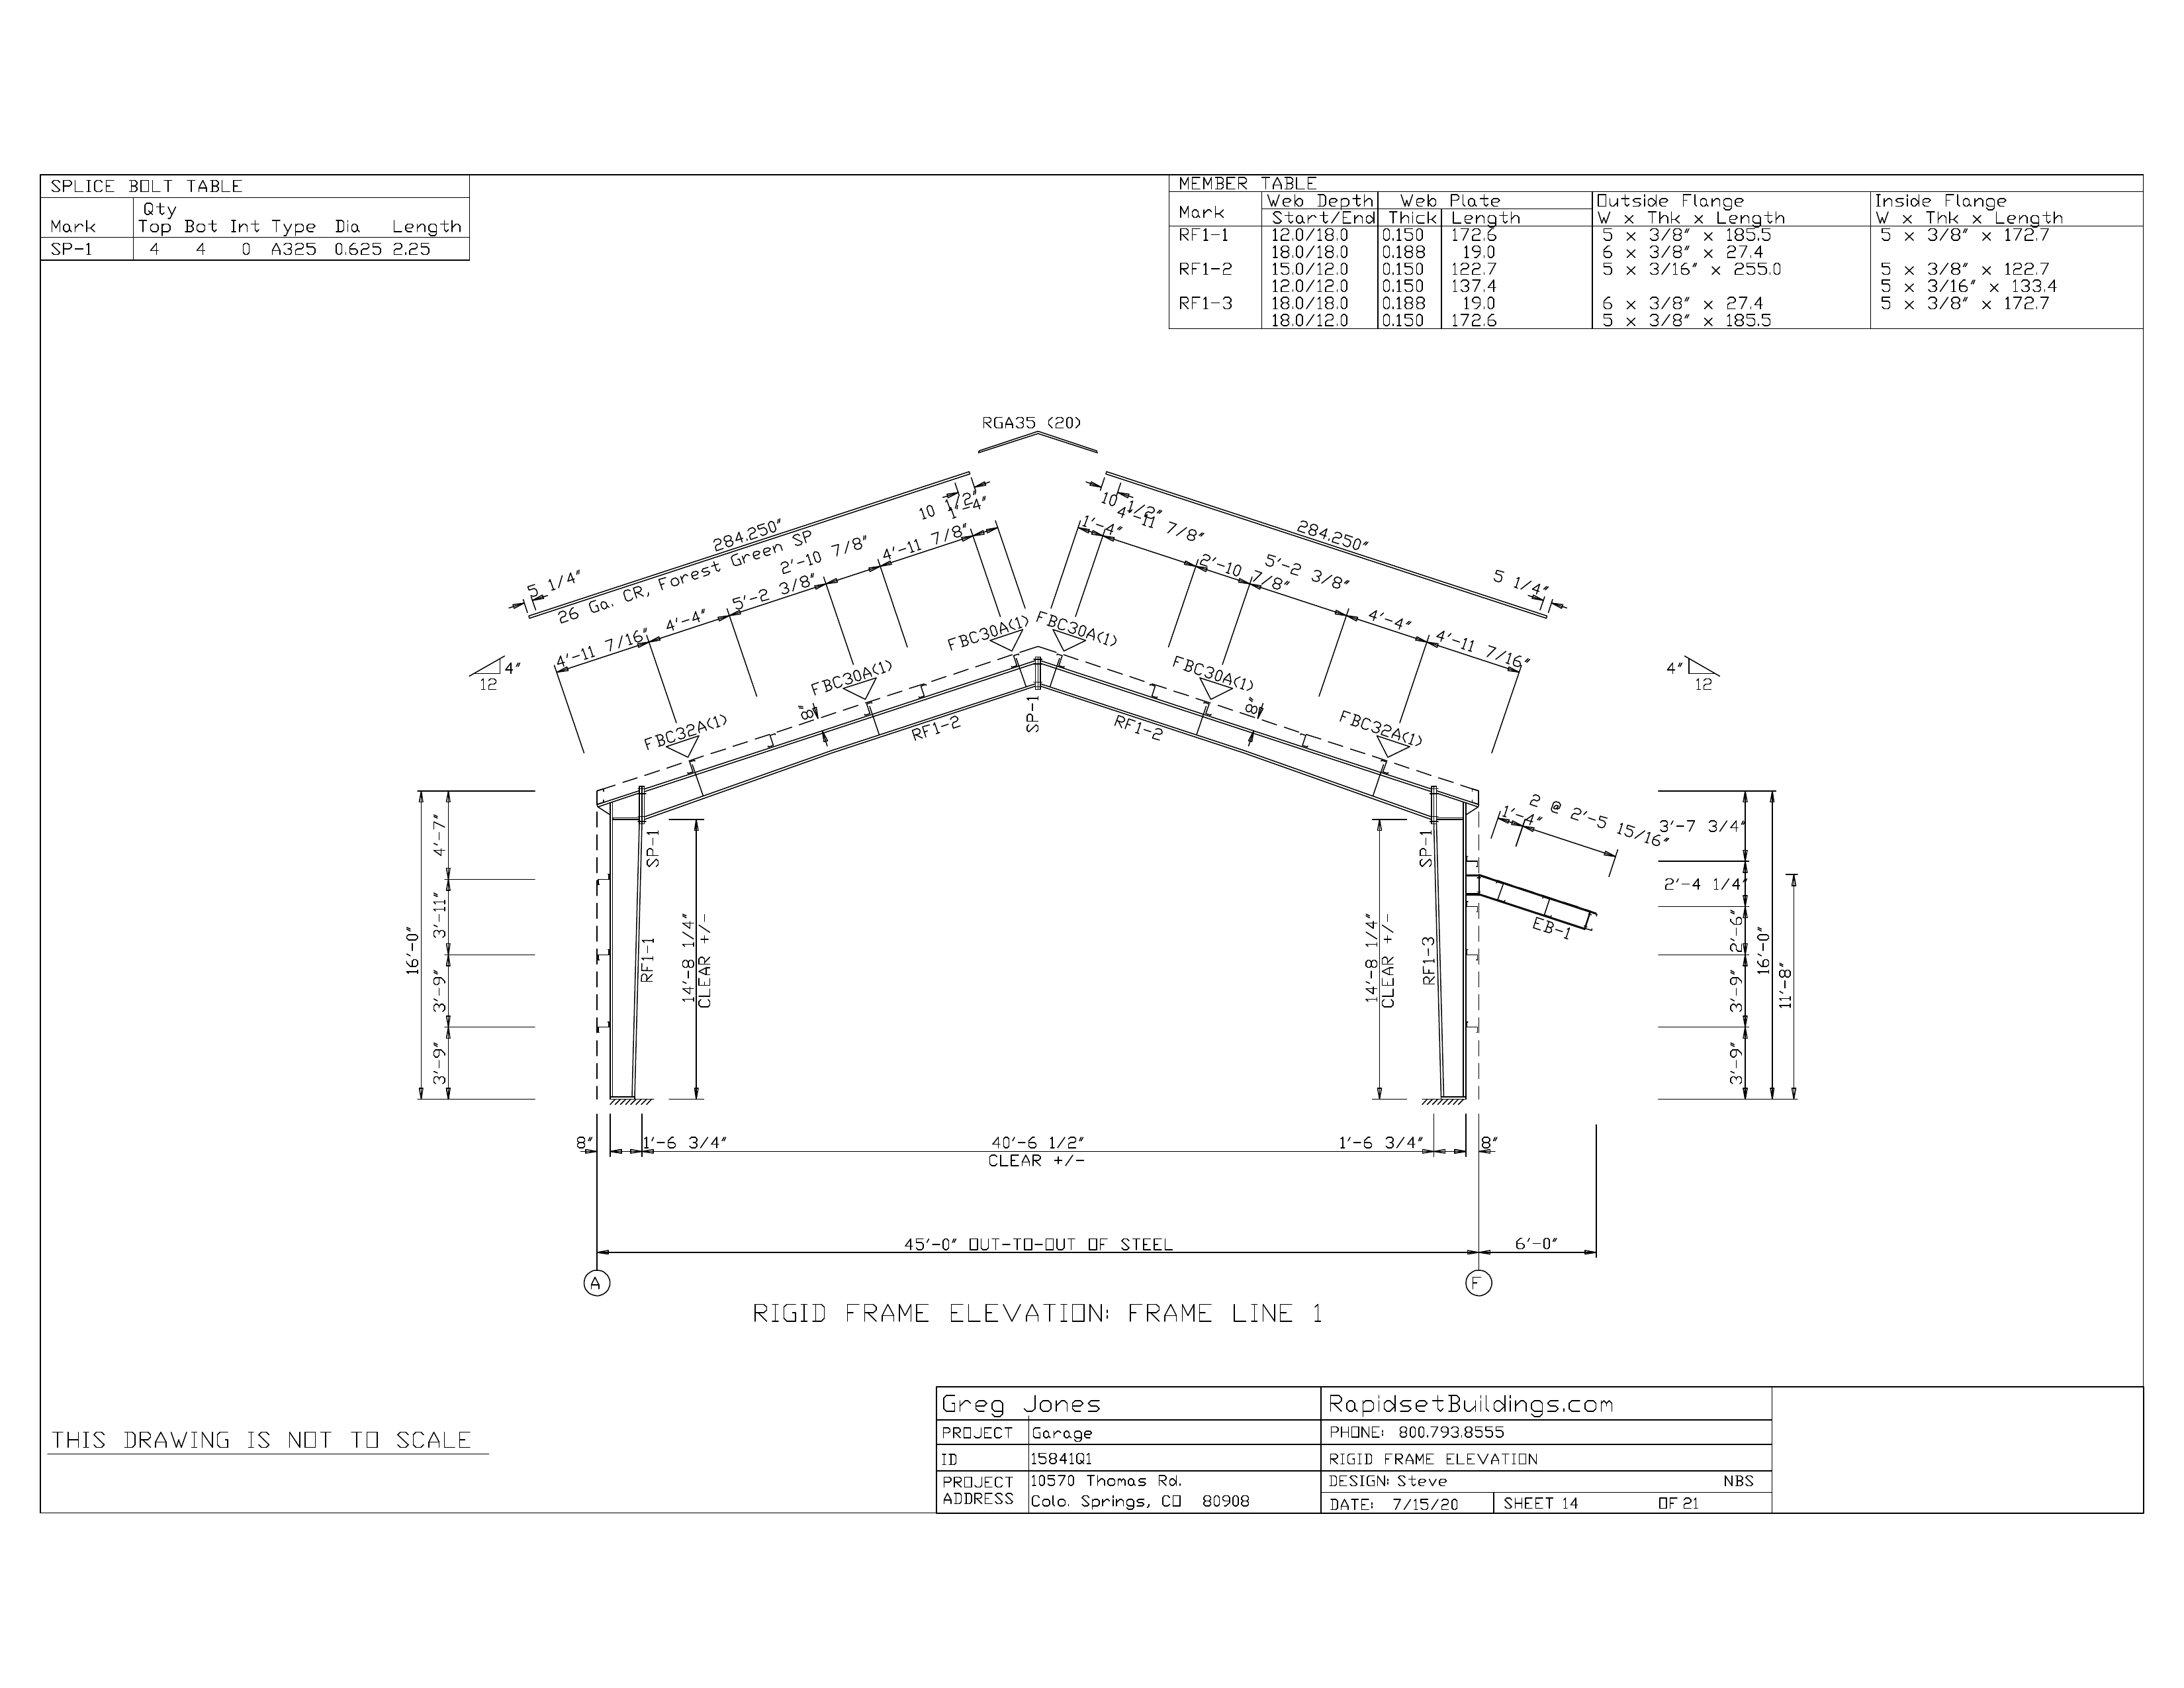 SPLICE BOLT TABLE
Qty
Mark Top Bot Int Type Dia Length
SP-1 4 4 0 A325 0.625 2.25
MEMBER TABLE
Web Depth Web Plate Outside Flange Inside Flange
Mark Start/End Thick Length W x Thk x Length W x Thk x Length
RF1-1 12.0/18.0 0.150 172.6 5 x 3/8" x 185.5 5 x 3/8" x 172.7
18.0/18.0 0.188 19.0 6 x 3/8" x 27.4
RF1-2 15.0/12.0 0.150 122.7 5 x 3/16" x 255.0 5 x 3/8" x 122.7
12.0/12.0 0.150 137.4 5 x 3/16" x 133.4
RF1-3 18.0/18.0 0.188 19.0 6 x 3/8" x 27.4 5 x 3/8" x 172.7
18.0/12.0 0.150 172.6 5 x 3/8" x 185.5
RGA35 (20)
284.250"
26 Ga. CR, Forest Green SP
5 1/4"
10 1/2"
1'-4"
4'-11 7/8"
2'-10 7/8"
5'-2 3/8"
4'-4"
4'-11 7/16"
284.250"
10 1/2"
1'-4"
4'-11 7/8"
2'-10 7/8"
5'-2 3/8"
4'-4"
4'-11 7/16"
5 1/4"
4"
12
4"
12
FBC32A(1)
FBC30A(1)
FBC30A(1)
FBC30A(1)
FBC30A(1)
FBC32A(1)
8"
8"
RF1-2
SP-1
RF1-2
16'-0"
4'-7"
3'-11"
3'-9"
3'-9"
SP-1
RF1-1
14'-8 1/4"
CLEAR +/-
14'-8 1/4"
CLEAR +/-
SP-1
RF1-3
1'-4"
2 @ 2'-5 15/16"
EB-1
3'-7 3/4"
2'-4 1/4"
2'-6"
3'-9"
3'-9"
16'-0"
11'-8"
8" 1'-6 3/4" 40'-6 1/2" 1'-6 3/4" 8"
CLEAR +/-
45'-0" OUT-TO-OUT OF STEEL 6'-0"
A F
RIGID FRAME ELEVATION: FRAME LINE 1
THIS DRAWING IS NOT TO SCALE
Greg Jones RapidsetBuildings.com
PROJECT Garage PHONE: 800.793.8555
ID 15841Q1 RIGID FRAME ELEVATION
PROJECT ADDRESS 10570 Thomas Rd. DESIGN: Steve NBS
Colo. Springs, CO 80908 DATE: 7/15/20 SHEET 14 OF 21